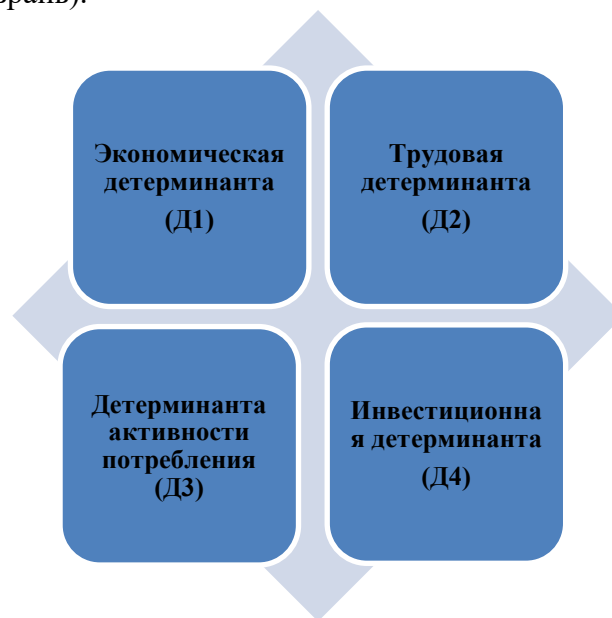 Экономическая
детерминанта
(Д1)
Трудовая
детерминанта
(Д2)
Детерминанта
активности
потребления
(Д3)
Инвестиционна
я детерминанта
(Д4)